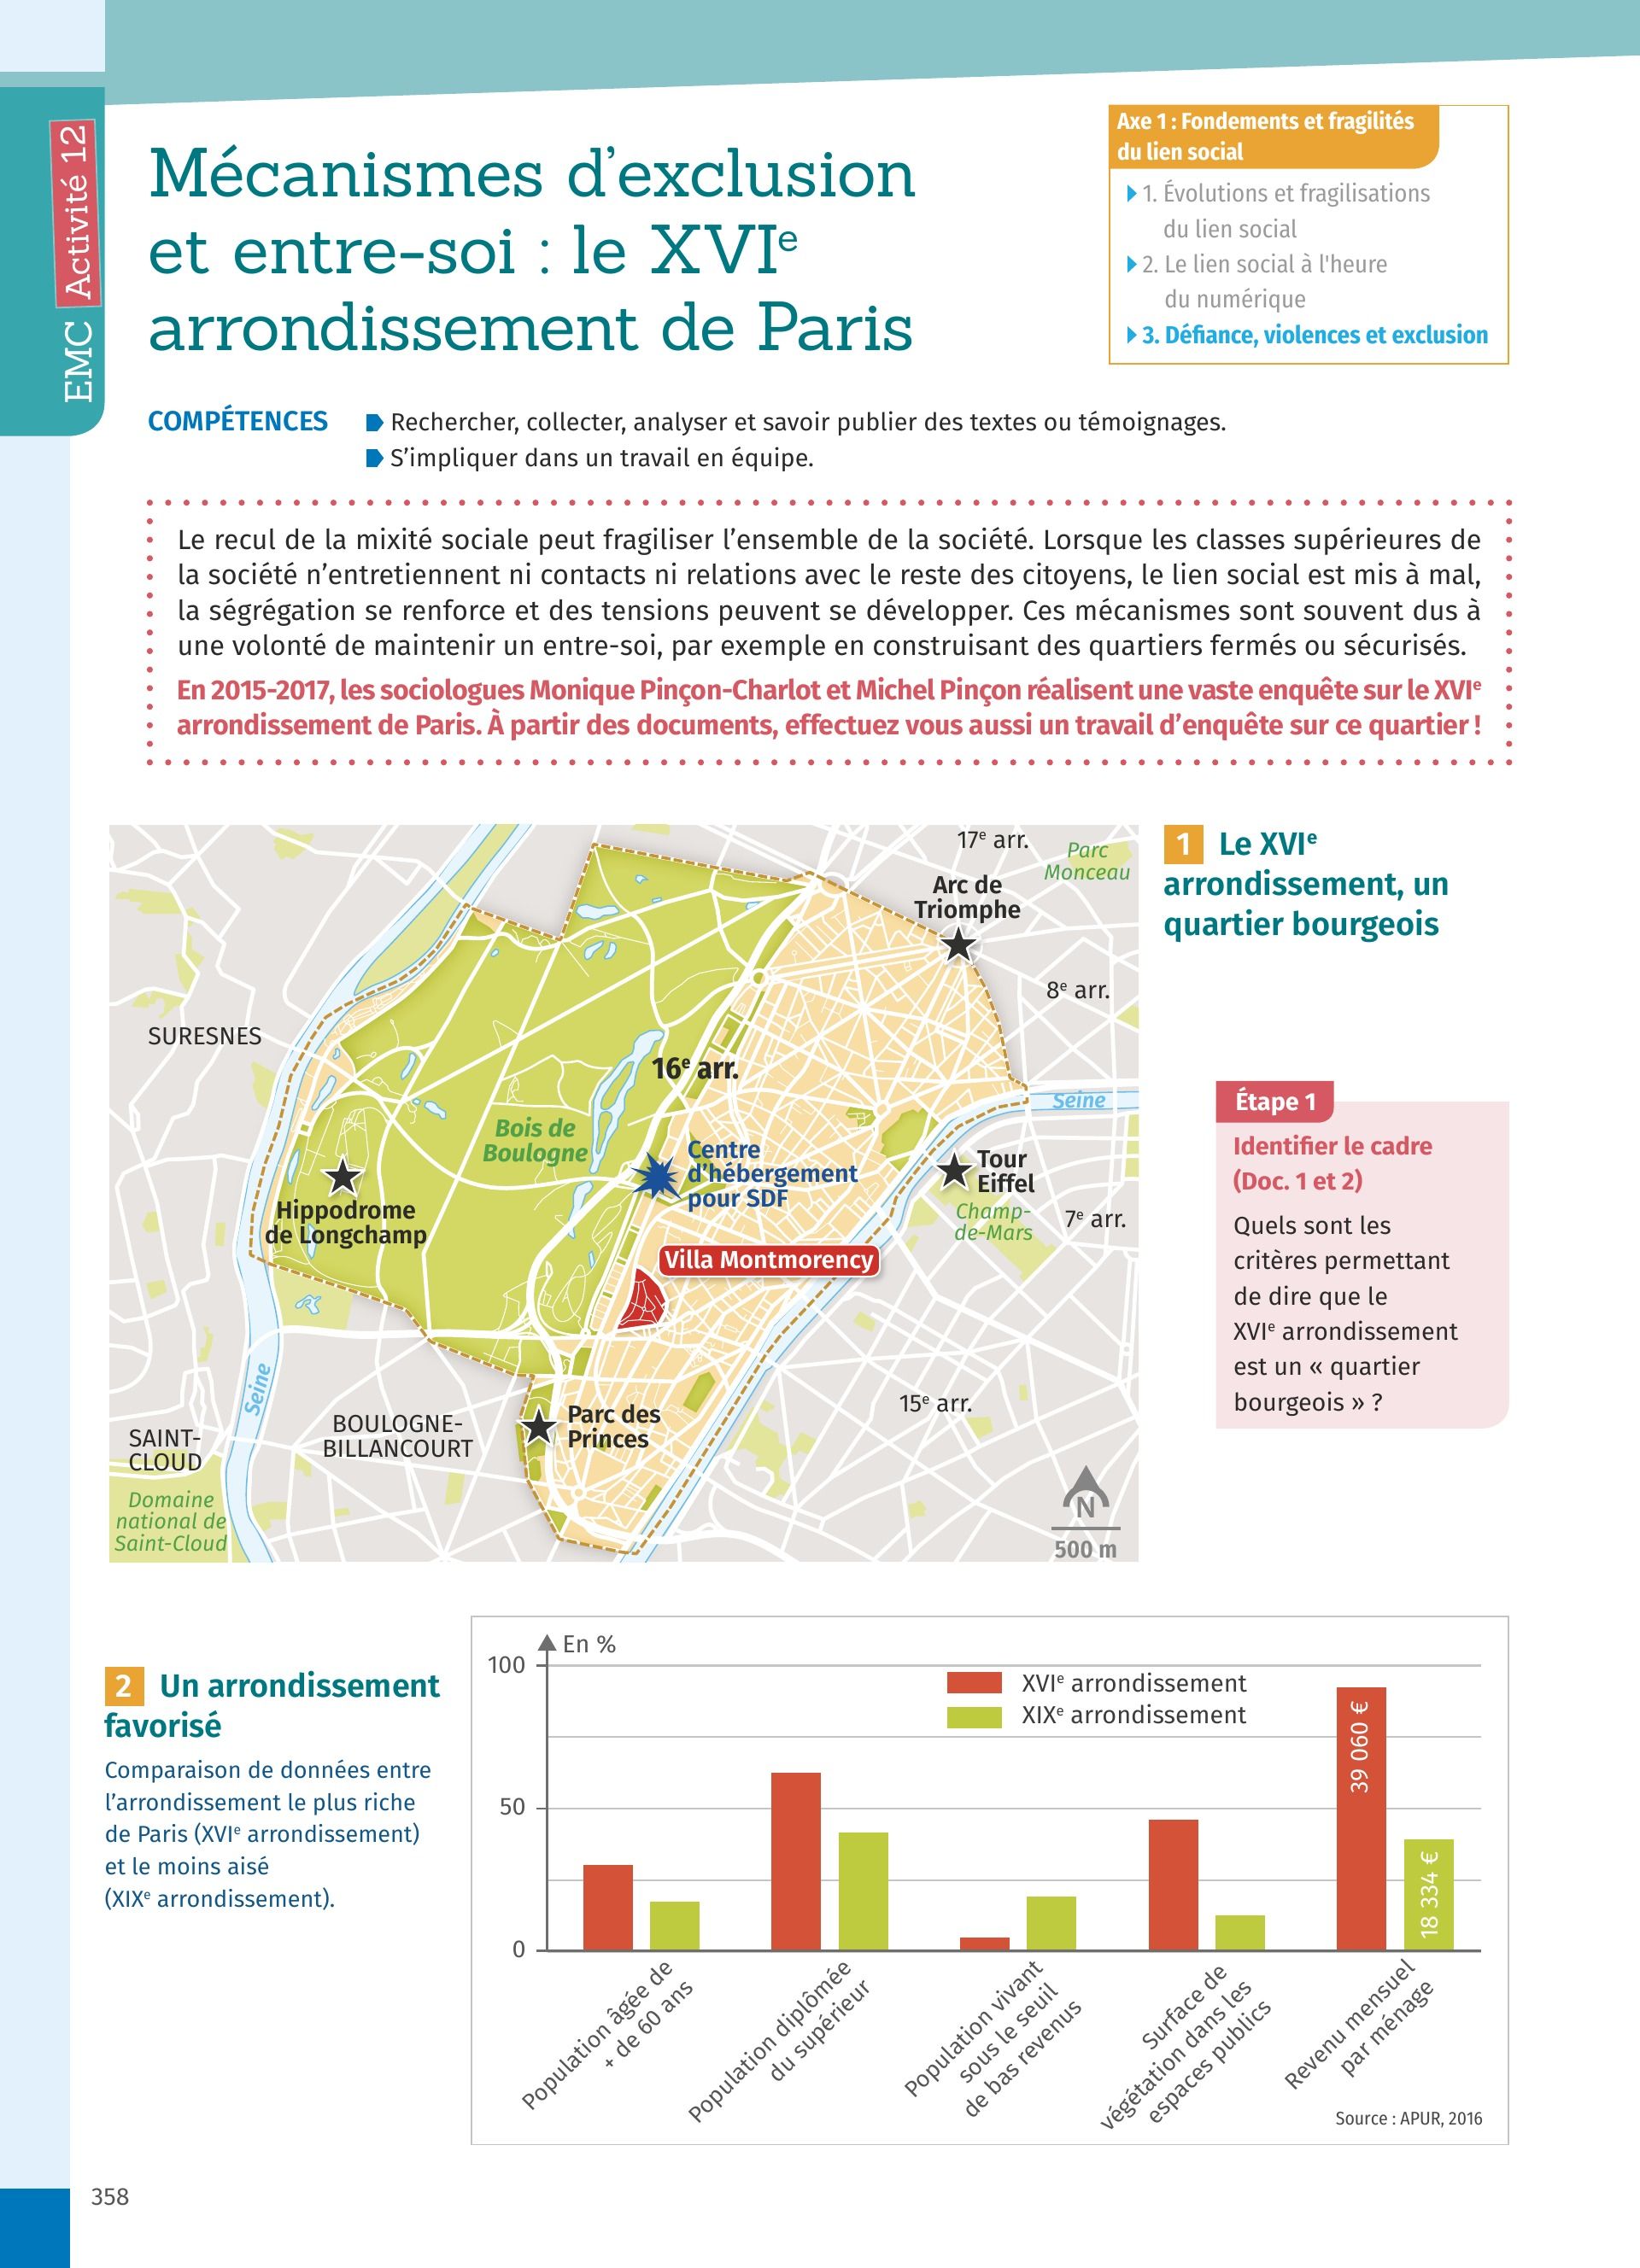 EMC Activité 12
Mécanismes d’exclusion
et entre-soi : le XVIe
arrondissement de Paris
Axe 1 : Fondements et fragilités
du lien social
1. Évolutions et fragilisations
du lien social
2. Le lien social à l'heure
du numérique
3. Défiance, violences et exclusion
COMPÉTENCES
Rechercher, collecter, analyser et savoir publier des textes ou témoignages.
S’impliquer dans un travail en équipe.
Le recul de la mixité sociale peut fragiliser l’ensemble de la société. Lorsque les classes supérieures de
la société n’entretiennent ni contacts ni relations avec le reste des citoyens, le lien social est mis à mal,
la ségrégation se renforce et des tensions peuvent se développer. Ces mécanismes sont souvent dus à
une volonté de maintenir un entre-soi, par exemple en construisant des quartiers fermés ou sécurisés.
En 2015-2017, les sociologues Monique Pinçon-Charlot et Michel Pinçon réalisent une vaste enquête sur le XVIe
arrondissement de Paris. À partir des documents, effectuez vous aussi un travail d’enquête sur ce quartier !
17e arr.
Parc
Monceau
Arc de
Triomphe
8e arr.
SURESNES
16e arr.
Seine
Bois de
Boulogne
Centre
d’hébergement
pour SDF
Tour
Eiffel
Champ-
de-Mars
7e arr.
Hippodrome
de Longchamp
Villa Montmorency
Seine
15e arr.
Parc des
Princes
BOULOGNE-
BILLANCOURT
SAINT-
CLOUD
Domaine
national de
Saint-Cloud
N
500 m
1 Le XVIe
arrondissement, un
quartier bourgeois
Étape 1
Identifier le cadre
(Doc. 1 et 2)
Quels sont les
critères permettant
de dire que le
XVIe arrondissement
est un « quartier
bourgeois » ?
2 Un arrondissement
favorisé
Comparaison de données entre
l’arrondissement le plus riche
de Paris (XVIe arrondissement)
et le moins aisé
(XIXe arrondissement).
En %
100
50
0
XVIe arrondissement
XIXe arrondissement
39 060 €
18 334 €
Population âgée de
+ de 60 ans
Population diplômée
du supérieur
Population vivant
sous le seuil
de bas revenus
Surface de
végétation dans les
espaces publics
Revenu mensuel
par ménage
Source : APUR, 2016
358